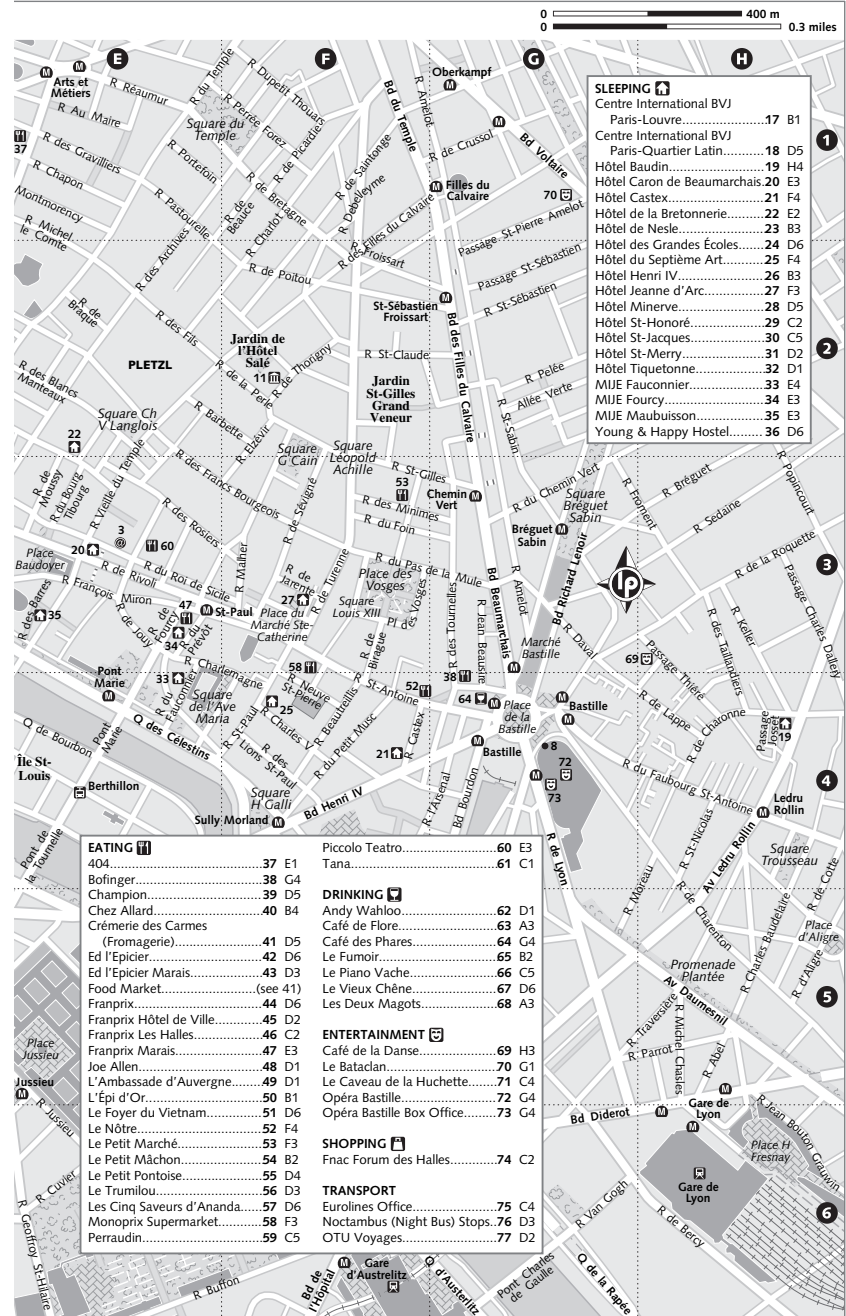 0 400 m
0 0.3 miles
E
F
G
H
1
2
3
4
5
6
SLEEPING
Centre International BVJ
Paris-Louvre......................17 B1
Centre International BVJ
Paris-Quartier Latin.........18 D5
Hôtel Baudin........................19 H4
Hôtel Caron de Beaumarchais.20 E3
Hôtel Castex........................21 F4
Hôtel de la Bretonnerie........22 E2
Hôtel de Nesle.....................23 B3
Hôtel des Grandes Écoles.....24 D6
Hôtel du Septième Art..........25 F4
Hôtel Henri IV......................26 B3
Hôtel Jeanne d'Arc...............27 F3
Hôtel Minerve......................28 D5
Hôtel St-Honoré...................29 C2
Hôtel St-Jacques..................30 C5
Hôtel St-Merry.....................31 D2
Hôtel Tiquetonne.................32 D1
MIJE Fauconnier...................33 E4
MIJE Fourcy.........................34 E3
MIJE Maubuisson..................35 E3
Young & Happy Hostel.........36 D6
Arts et
Métiers
R Réaumur
R du Temple
R Dupetit Thouars
Bd du Temple
R Amelot
Oberkampf
R Au Maire
Square du
Temple
R Perrée
Forez
R de Picardie
R de Crussol
Bd Voltaire
37
R des Gravilliers
R Portefoin
R Chapon
R de Saintonge
R Debelleyme
Filles du
Calvaire
70
Montmorency
R Pastourelle
R de
Beauce
R de Bretagne
R Charlot
R des Filles du Calvaire
Passage St-Pierre Amelot
R Michel
le Comte
R des Archives
R Froissart
R de Poitou
Passage St-Sébastien
R St-Sébastien
St-Sébastien
Froissart
R de
Braque
R des Fils
PLETZL
Jardin de
l'Hôtel
Salé
11
R de la Perle
R de Thorigny
R St-Claude
Jardin
St-Gilles
Grand
Veneur
Bd des Filles du Calvaire
R Pelée
Allée Verte
R des Blancs
Manteaux
Square Ch
V Langlois
22
R Barbette
R Elzévir
Square
G Cain
Square
Léopold
Achille
R St-Gilles
53
R St-Sabin
R de
Moussy
R du Bourg
Tibourg
R Vieille du Temple
R des Francs Bourgeois
R de Sévigné
R des Minimes
R du Foin
Chemin
Vert
R du Chemin Vert
Square
Bréguet
Sabin
R Froment
R Bréguet
R Popincourt
R Sedaine
3
20
60
R des Rosiers
R Malher
Bréguet
Sabin
Place
Baudoyer
R de Rivoli
R du Roi de Sicile
R de Turenne
R du Pas de la Mule
Place des
Vosges
Bd Richard Lenoir
R de la Roquette
R des Barres
R François
Miron
R de
Jarente
27
Square
Louis XIII
Pl des Vosges
R des Tournelles
R Jean Beausire
Bd Beaumarchais
R Amelot
Passage Charles Dallery
35
R de Jouy
47
R de
Fourcy
St-Paul
34
R du
Prévôt
Place du
Marché Ste-
Catherine
R de
Birague
Marché
Bastille
R Daval
69
Passage Thiéré
R des Taillandiers
R Keller
Pont
Marie
33
R du
Fauconnier
R Charlemagne
Square
de l'Ave
Maria
58
R Neuve
St-Pierre
25
R St-Antoine
52
38
64
Place
de la
Bastille
Bastille
R de Lappe
R de Charonne
Passage
Josset
19
Q de Bourbon
Pont
Marie
Q des Célestins
R St-Paul
R Charles V
R Beautreillis
R des
Lions St-Paul
R du Petit Musc
R Castex
21
Bastille
8
72
73
R du Faubourg St-Antoine
Île St-
Louis
Berthillon
Square
H Galli
Bd Henri IV
Sully Morland
R de l'Arsenal
Bd Bourdon
R de Lyon
Ledru
Rollin
Pont de
la Tournelle
R St-Nicolas
Av Ledru Rollin
Square
Trousseau
R de Cotte
EATING
404.......................................37 E1
Bofinger...............................38 G4
Champion.............................39 D5
Chez Allard..........................40 B4
Crémerie des Carmes
(Fromagerie)....................41 D5
Ed l'Epicier..........................42 D6
Ed l'Epicier Marais...............43 D3
Food Market..................(see 41)
Franprix...............................44 D6
Franprix Hôtel de Ville.........45 D2
Franprix Les Halles...............46 C2
Franprix Marais....................47 E3
Joe Allen..............................48 D1
L'Ambassade d'Auvergne.....49 D1
L'Épi d'Or............................50 B1
Le Foyer du Vietnam............51 D6
Le Nôtre..............................52 F4
Le Petit Marché....................53 F3
Le Petit Mâchon...................54 B2
Le Petit Pontoise..................55 D4
Le Trumilou.........................56 D3
Les Cinq Saveurs d'Ananda..57 D6
Monoprix Supermarket........58 F3
Perraudin.............................59 C5
Piccolo Teatro......................60 E3
Tana.....................................61 C1
DRINKING
Andy Wahloo.......................62 D1
Café de Flore........................63 A3
Café des Phares....................64 G4
Le Fumoir............................65 B2
Le Piano Vache....................66 C5
Le Vieux Chêne....................67 D6
Les Deux Magots..................68 A3
ENTERTAINMENT
Café de la Danse...................69 H3
Le Bataclan..........................70 G1
Le Caveau de la Huchette.....71 C4
Opéra Bastille......................72 G4
Opéra Bastille Box Office......73 G4
SHOPPING
Fnac Forum des Halles..........74 C2
TRANSPORT
Eurolines Office....................75 C4
Noctambus (Night Bus) Stops..76 D3
OTU Voyages.......................77 D2
R Moreau
R de Charenton
R Charles Baudelaire
Place
d'Aligre
R d'Aligre
Promenade
Plantée
Av Daumesnil
R Traversière
R Michel Chasles
R Parrot
R Abel
Place
Jussieu
Jussieu
R Jussieu
Bd Diderot
Gare de
Lyon
R Jean Bouton
Grauwin
Place H
Fresnay
Gare de
Lyon
R Cuvier
R Geoffroy
St-Hilaire
R Buffon
R Van Gogh
R de Bercy
Bd de
l'Hôpital
Gare
d'Austrelitz
Q d'Austerlitz
Pont Charles
de Gaulle
Q de la Rapée